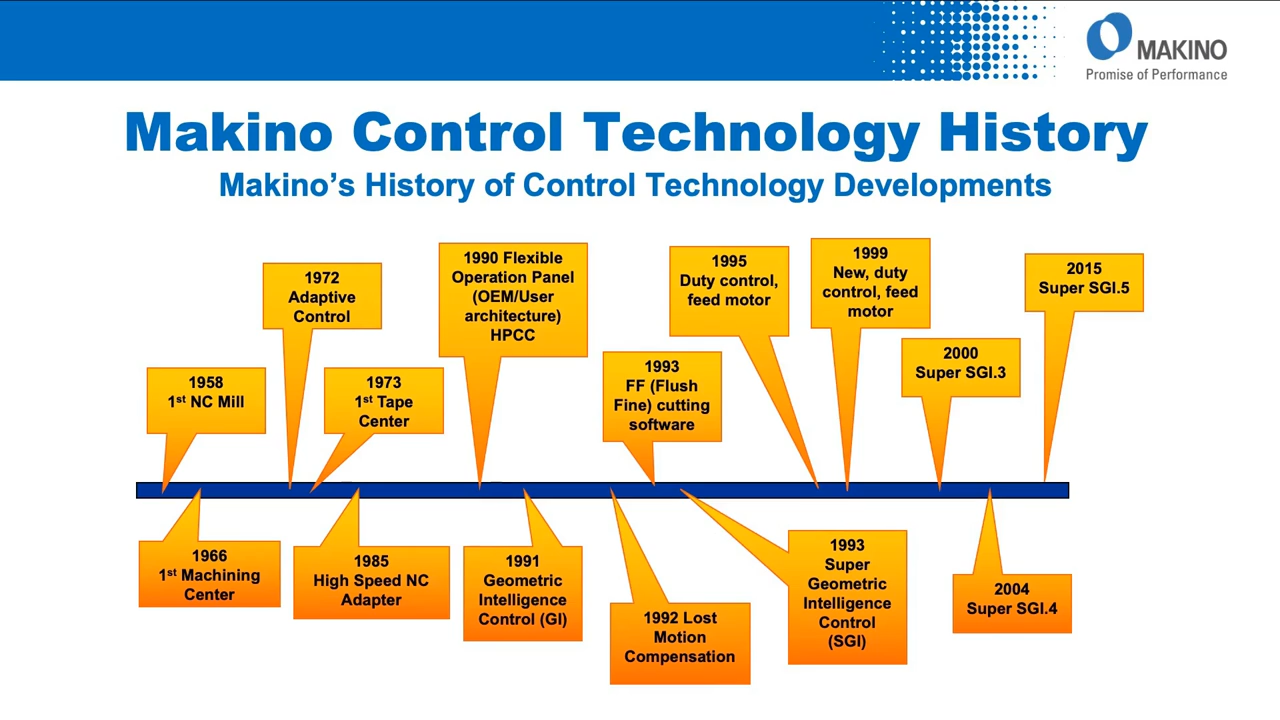 MAKINO
Promise of Performance
Makino Control Technology History
Makino’s History of Control Technology Developments
1958
1st NC Mill
1966
1st Machining
Center
1972
Adaptive
Control
1973
1st Tape
Center
1985
High Speed NC
Adapter
1990 Flexible
Operation Panel
(OEM/User
architecture)
HPCC
1991
Geometric
Intelligence
Control (GI)
1992 Lost
Motion
Compensation
1993
FF (Flush
Fine) cutting
software
1993
Super
Geometric
Intelligence
Control
(SGI)
1995
Duty control,
feed motor
1999
New, duty
control, feed
motor
2000
Super SGI.3
2004
Super SGI.4
2015
Super SGI.5